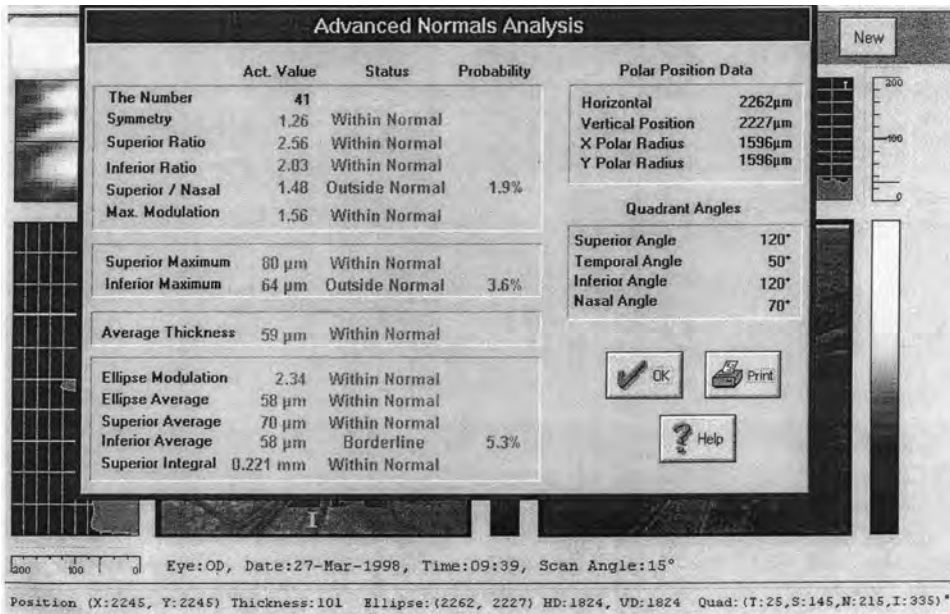 Advanced Normals Analysis
New
Act. Value Status Probability
The Number 41
Symmetry 1.26 Within Normal
Superior Ratio 2.56 Within Normal
Inferior Ratio 2.03 Within Normal
Superior / Nasal 1.48 Outside Normal 1.9%
Max. Modulation 1.56 Within Normal
Superior Maximum 80 µm Within Normal
Inferior Maximum 64 µm Outside Normal 3.6%
Average Thickness 59 µm Within Normal
Ellipse Modulation 2.34 Within Normal
Ellipse Average 58 µm Within Normal
Superior Average 70 µm Within Normal
Inferior Average 58 µm Borderline 5.3%
Superior Integral 0.221 mm Within Normal
Polar Position Data
Horizontal 2262µm
Vertical Position 2227µm
X Polar Radius 1596µm
Y Polar Radius 1596µm
Quadrant Angles
Superior Angle 120°
Temporal Angle 50°
Inferior Angle 120°
Nasal Angle 70°
OK
Print
Help
200
100
0
I
200 100 0
Eye:OD, Date:27-Mar-1998, Time:09:39, Scan Angle:15°
Position (X:2245, Y:2245) Thickness:101 Ellipse:(2262, 2227) HD:1824, VD:1824 Quad:(T:25,S:145,N:215,I:335)